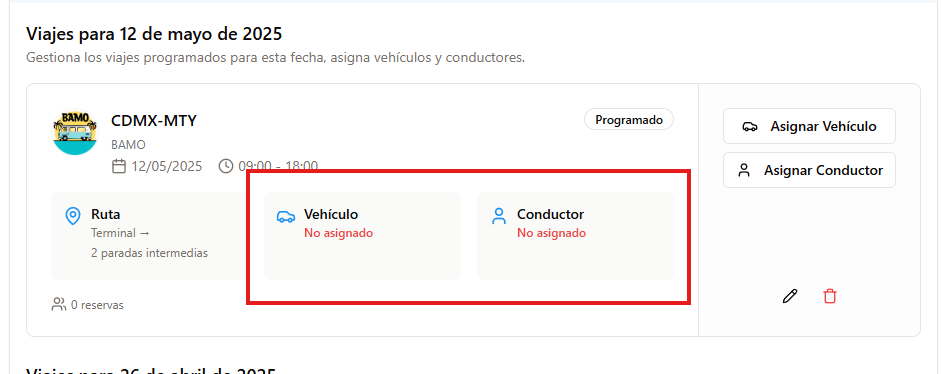 Viajes para 12 de mayo de 2025
Gestiona los viajes programados para esta fecha, asigna vehículos y conductores.
BAMO
CDMX-MTY
BAMO
12/05/2025 09:00 - 18:00
Programado
Asignar Vehículo
Asignar Conductor
Ruta
Terminal →
2 paradas intermedias
Vehículo
No asignado
Conductor
No asignado
0 reservas
Viajes para 26 de abril de 2025